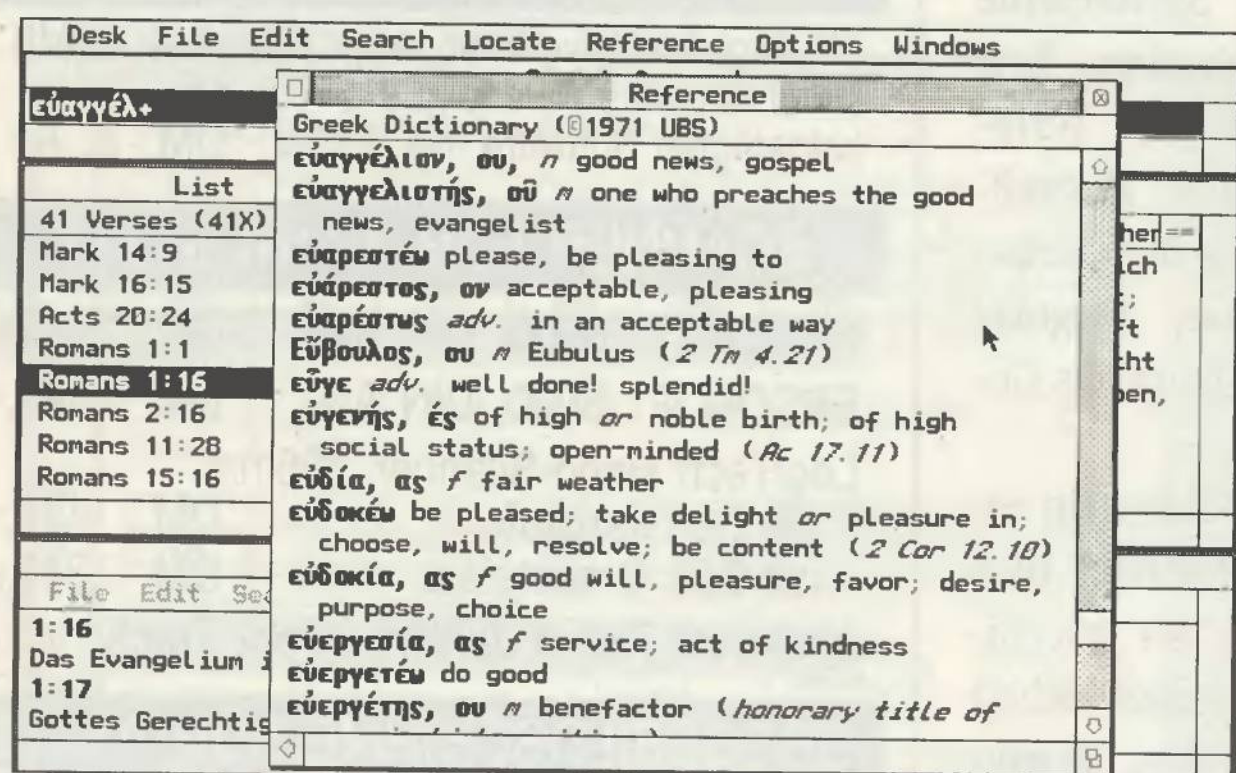 Desk File Edit Search Locate Reference Options Windows
εὐαγγέλ+
List
41 Verses (41X)
Mark 14:9
Mark 16:15
Acts 20:24
Romans 1:1
Romans 1:16
Romans 2:16
Romans 11:28
Romans 15:16
File Edit
1:16
Das Evangelium
1:17
Gottes
Reference
Greek Dictionary (©1971 UBS)
εὐαγγέλιον, ου, n good news, gospel
εὐαγγελιστής, οῦ m one who preaches the good
news, evangelist
εὐαρεστέω please, be pleasing to
εὐάρεστος, ον acceptable, pleasing
εὐαρέστως adv. in an acceptable way
Εὔβουλος, ου m Eubulus (2 Tm 4.21)
εὖγε adv. well done! splendid!
εὐγενής, ές of high or noble birth; of high
social status; open-minded (Ac 17.11)
εὐδία, ας f fair weather
εὐδοκέω be pleased; take delight or pleasure in;
choose, will, resolve; be content (2 Cor 12.10)
εὐδοκία, ας f good will, pleasure, favor; desire,
purpose, choice
εὐεργεσία, ας f service; act of kindness
εὐεργετέω do good
εὐεργέτης, ου m benefactor (honorary title of
her
ich
t;
ft
cht
ben,